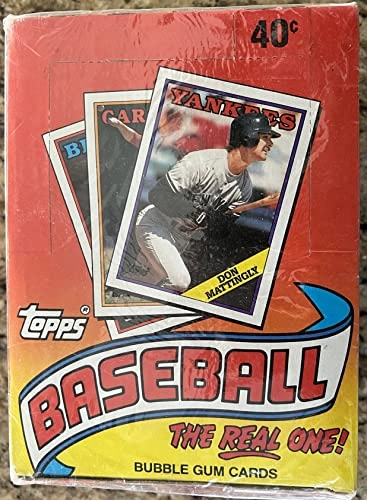 40¢
YANKEES
CAR
B
DON
MATTINGLY
Topps®
BASEBALL
THE REAL ONE!
BUBBLE GUM CARDS